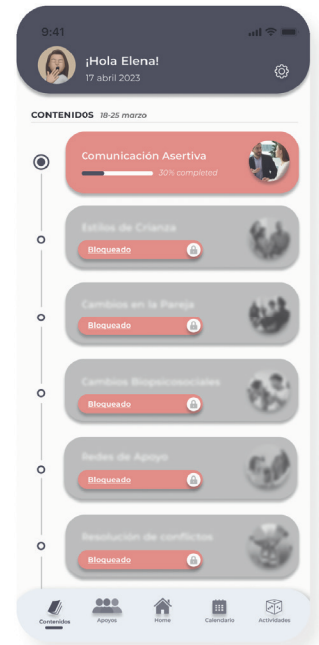 9:41
¡Hola Elena!
17 abril 2023
CONTENIDOS 18-25 marzo
Comunicación Asertiva
30% completed
Estilos de Crianza
Bloqueado
Cambios en la Pareja
Bloqueado
Cambios Biopsicosociales
Bloqueado
Redes de Apoyo
Bloqueado
Resolución de conflictos
Bloqueado
Contenidos Apoyos Home Calendario Actividades